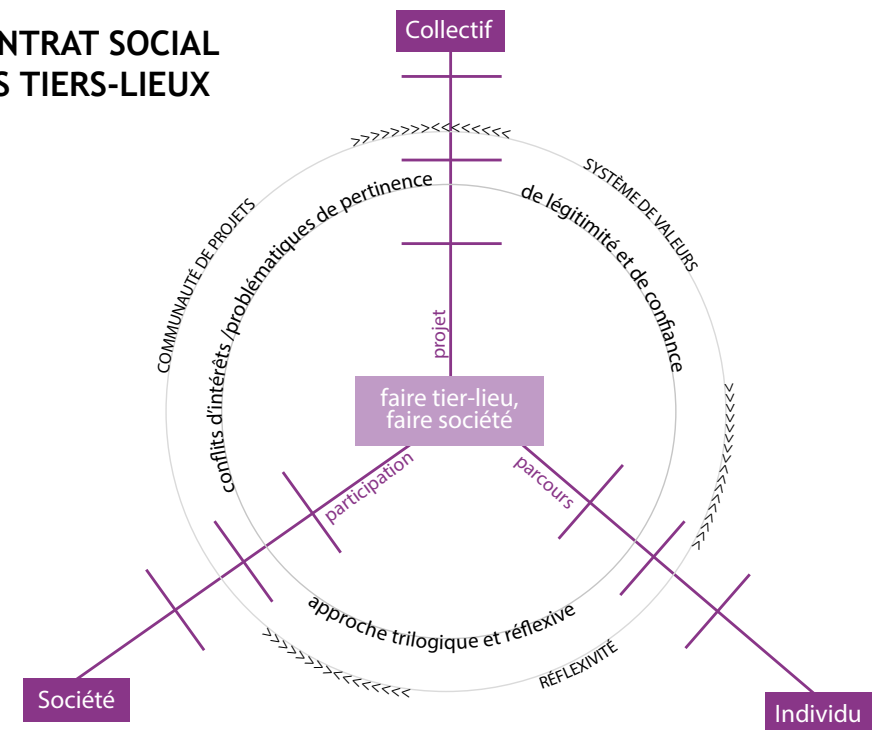 NTRAT SOCIAL
S TIERS-LIEUX
Collectif
>>>>>>>><<<<<<<<
SYSTÈME DE VALEURS
COMMUNAUTÉ DE PROJETS
conflits d'intérêts /problématiques de pertinence
de légitimité et de confiance
projet
faire tier-lieu,
faire société
participation
parcours
approche trilogique et réflexive
RÉFLEXIVITÉ
Société
Individu